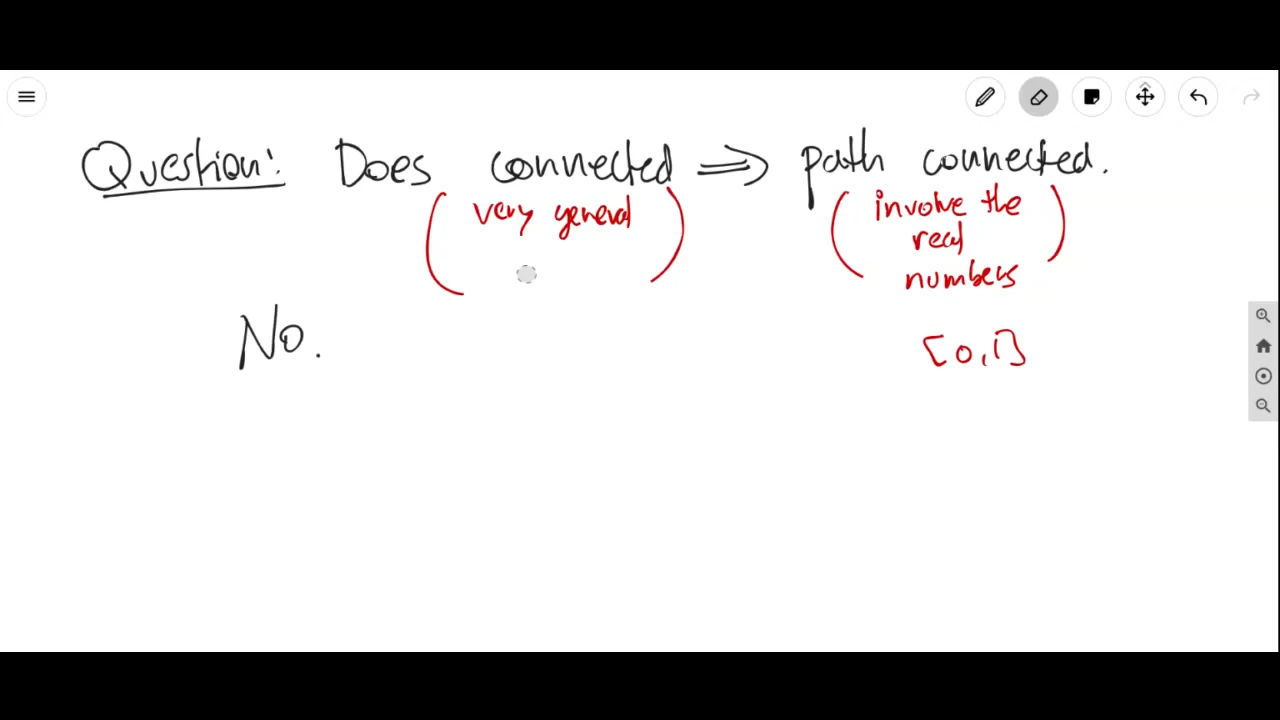 Question: Does connected ⟹ path connected.
(very general) (involve the
real
numbers)
No.
[0,1]